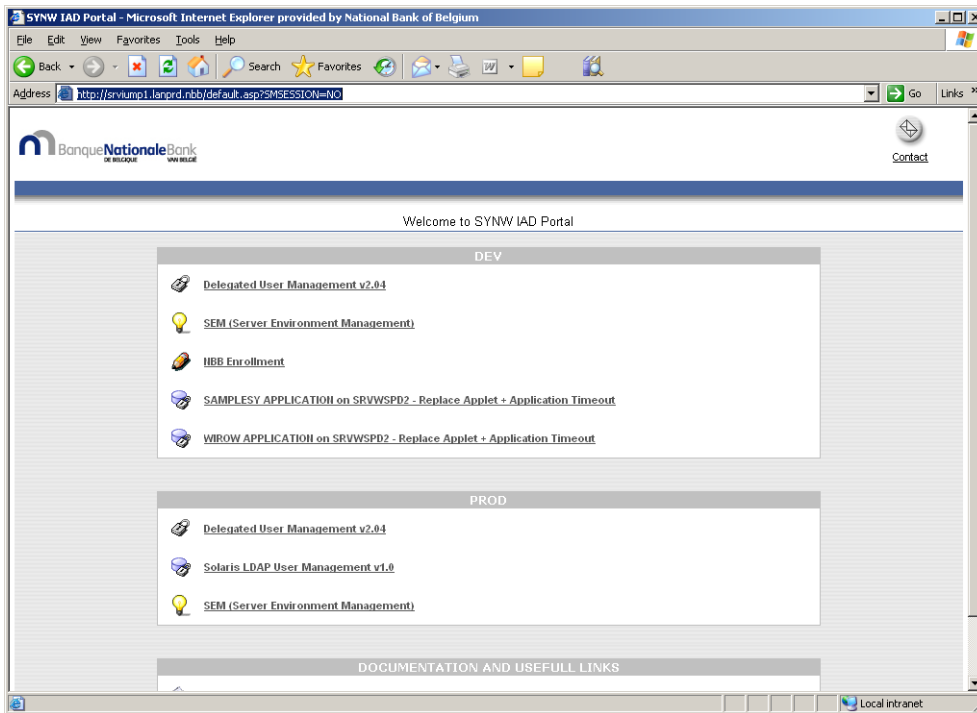 SYNW IAD Portal - Microsoft Internet Explorer provided by National Bank of Belgium
File Edit View Favorites Tools Help
Back Search Favorites
Address http://srviump1.lanprd.nbb/default.asp?SMSESSION=NO Go Links »
BanqueNationaleBank
DE BELGIQUE VAN BELGIË
Contact
Welcome to SYNW IAD Portal
DEV
Delegated User Management v2.04
SEM (Server Environment Management)
NBB Enrollment
SAMPLESY APPLICATION on SRVWSPD2 - Replace Applet + Application Timeout
WIROW APPLICATION on SRVWSPD2 - Replace Applet + Application Timeout
PROD
Delegated User Management v2.04
Solaris LDAP User Management v1.0
SEM (Server Environment Management)
DOCUMENTATION AND USEFULL LINKS
Local intranet